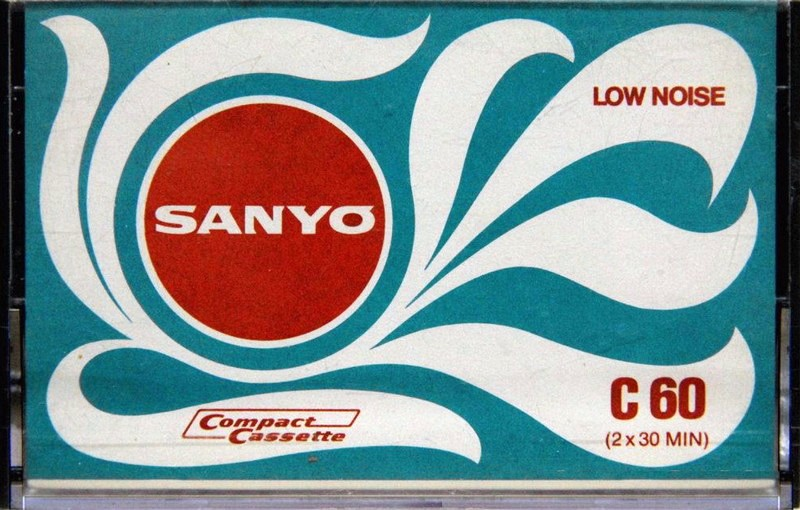 LOW NOISE
SANYO
C 60
(2 x 30 MIN)
Compact
Cassette